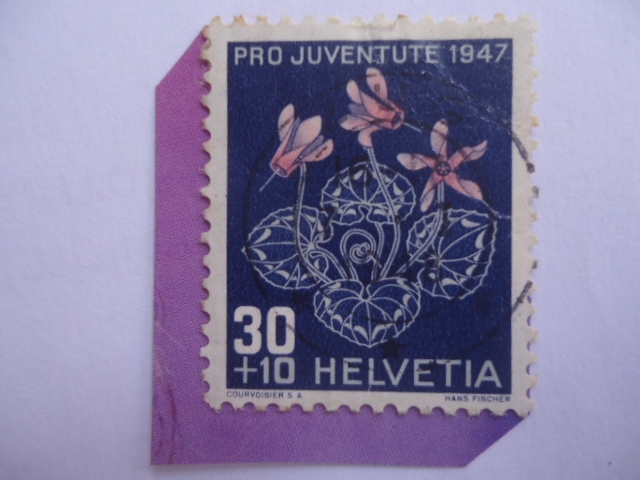 PRO JUVENTUTE 1947
30
+10 HELVETIA
COURVOISIER S.A. HANS FISCHER